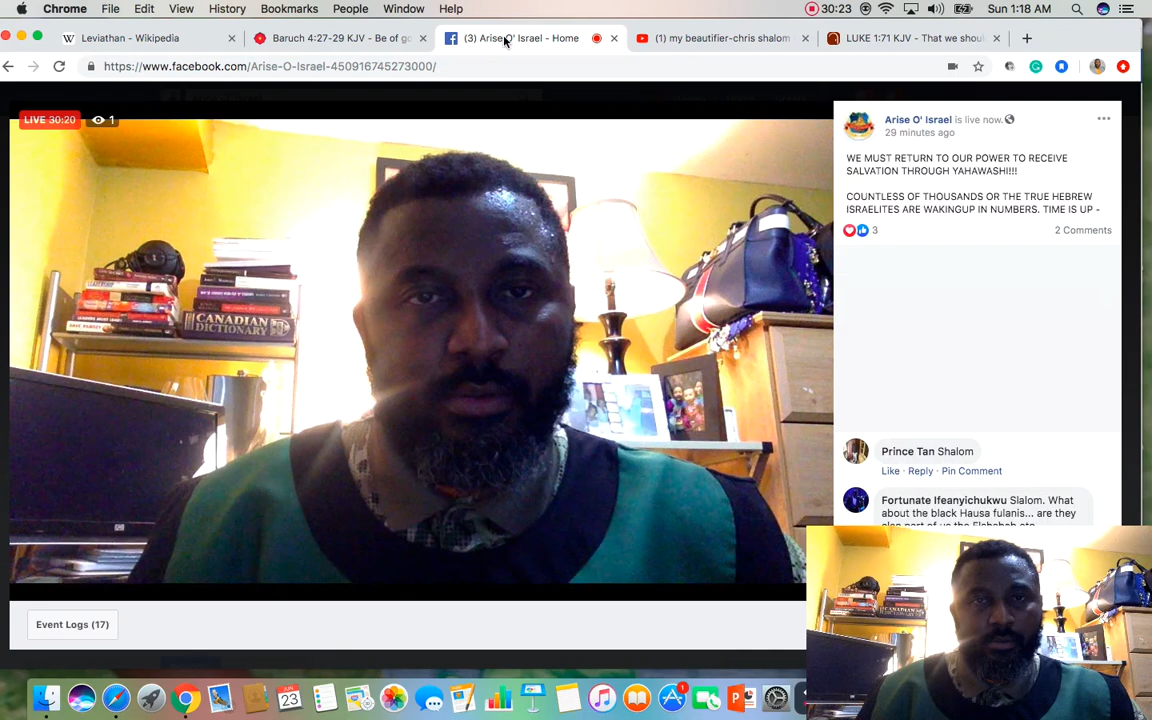 Chrome File Edit View History Bookmarks People Window Help 30:23 Sun 1:18 AM
Leviathan - Wikipedia
Baruch 4:27-29 KJV - Be of go
(3) Arise O' Israel - Home
(1) my beautifier-chris shalom
LUKE 1:71 KJV - That we shou
https://www.facebook.com/Arise-O-Israel-450916745273000/
LIVE 30:20 1
Arise O' Israel is live now.
29 minutes ago
WE MUST RETURN TO OUR POWER TO RECEIVE
SALVATION THROUGH YAHAWASHI!!!
COUNTLESS OF THOUSANDS OR THE TRUE HEBREW
ISRAELITES ARE WAKINGUP IN NUMBERS. TIME IS UP -
3 2 Comments
CANADIAN
DICTIONARY
Prince Tan Shalom
Like · Reply · Pin Comment
Fortunate Ifeanyichukwu Slalom. What
about the black Hausa fulanis... are they
Event Logs (17)
JUN
23
1